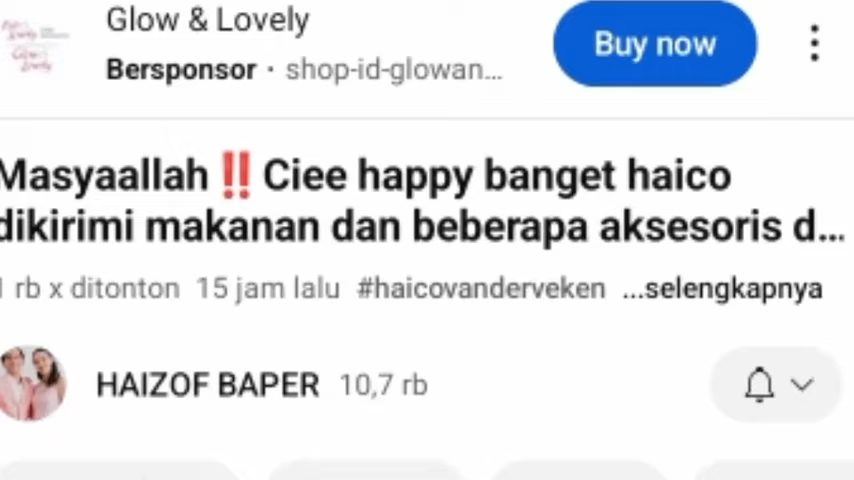 Glow & Lovely
Buy now
Bersponsor · shop-id-glowan...
Masyaallah ‼️ Ciee happy banget haico
dikirimi makanan dan beberapa aksesoris d...
1 rb x ditonton 15 jam lalu #haicovanderveken ...selengkapnya
HAIZOF BAPER 10,7 rb